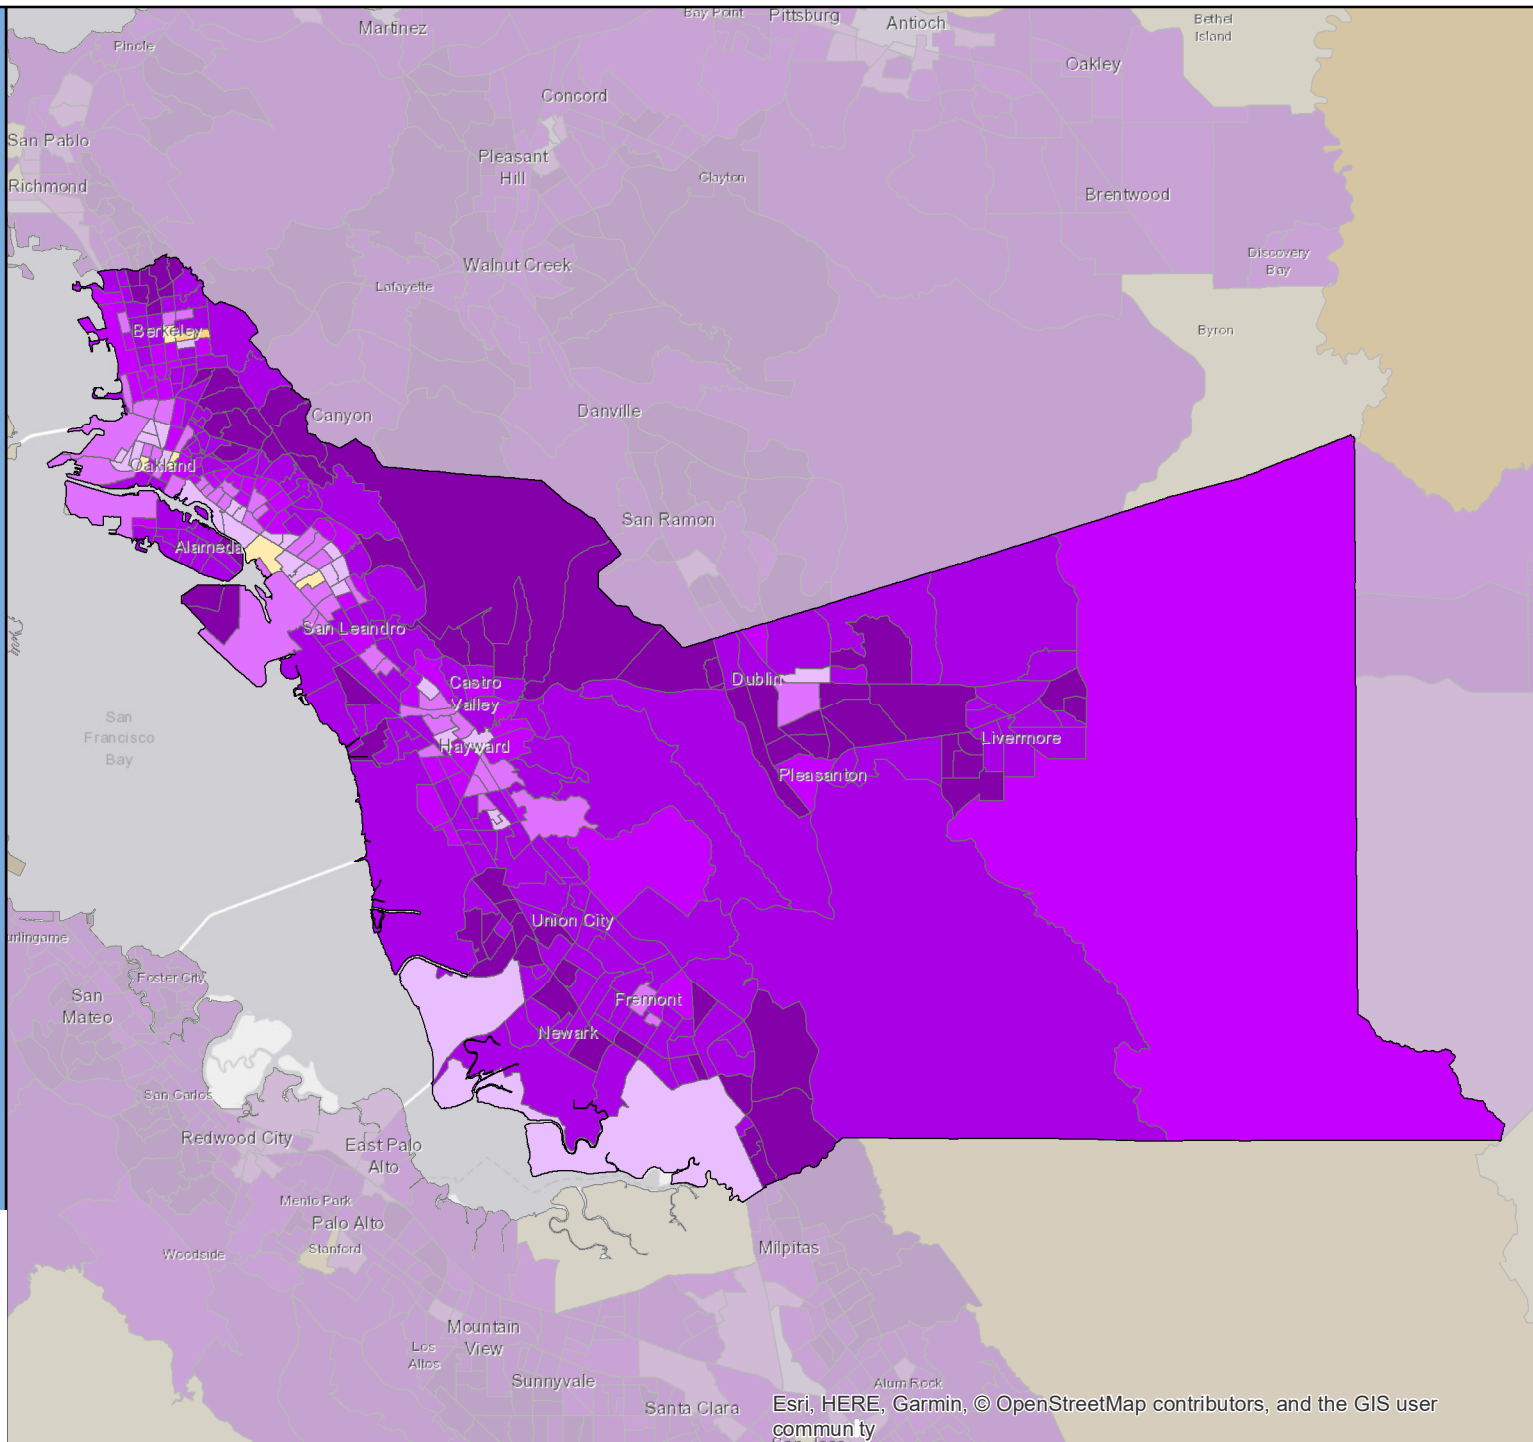 Bay Point
Pittsburg
Antioch
Bethel
Island
Martinez
Pinole
Oakley
Concord
San Pablo
Pleasant
Hill
Richmond
Clayton
Brentwood
Walnut Creek
Discovery
Bay
Lafayette
Berkeley
Byron
Canyon
Danville
Oakland
San Ramon
Alameda
San Leandro
Castro
Valley
Dublin
San
Francisco
Bay
Hayward
Livermore
Pleasanton
Union City
urlingame
Foster City
San
Mateo
Fremont
Newark
San Carlos
Redwood City
East Palo
Alto
Menlo Park
Palo Alto
Woodside
Stanford
Milpitas
Mountain
View
Los
Altos
Sunnyvale
Alum Rock
Santa Clara
Esri, HERE, Garmin, © OpenStreetMap contributors, and the GIS user
community